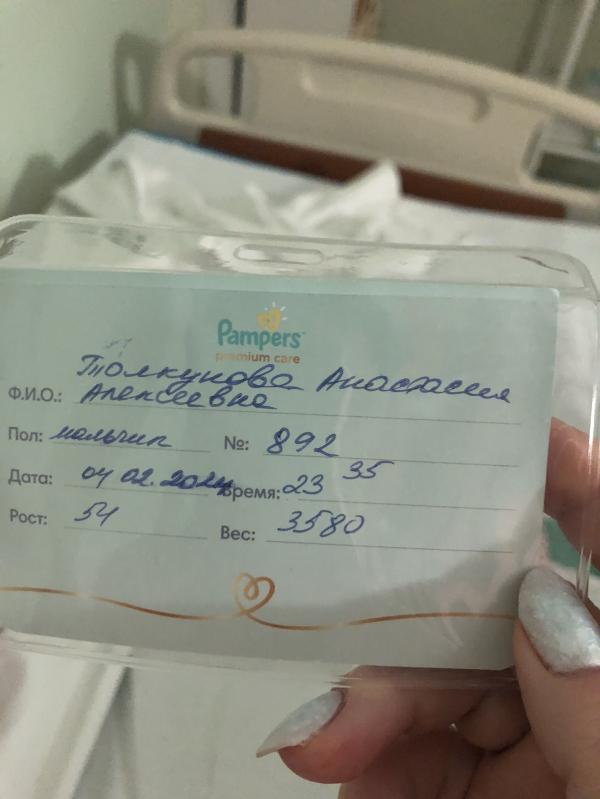 Pampers
premium care
Толкунова Анастасия
Ф.И.О.: Алексеевна
Пол: мальчик №: 892
Дата: 04 02.2024 Время: 23 35
Рост: 54 Вес: 3580